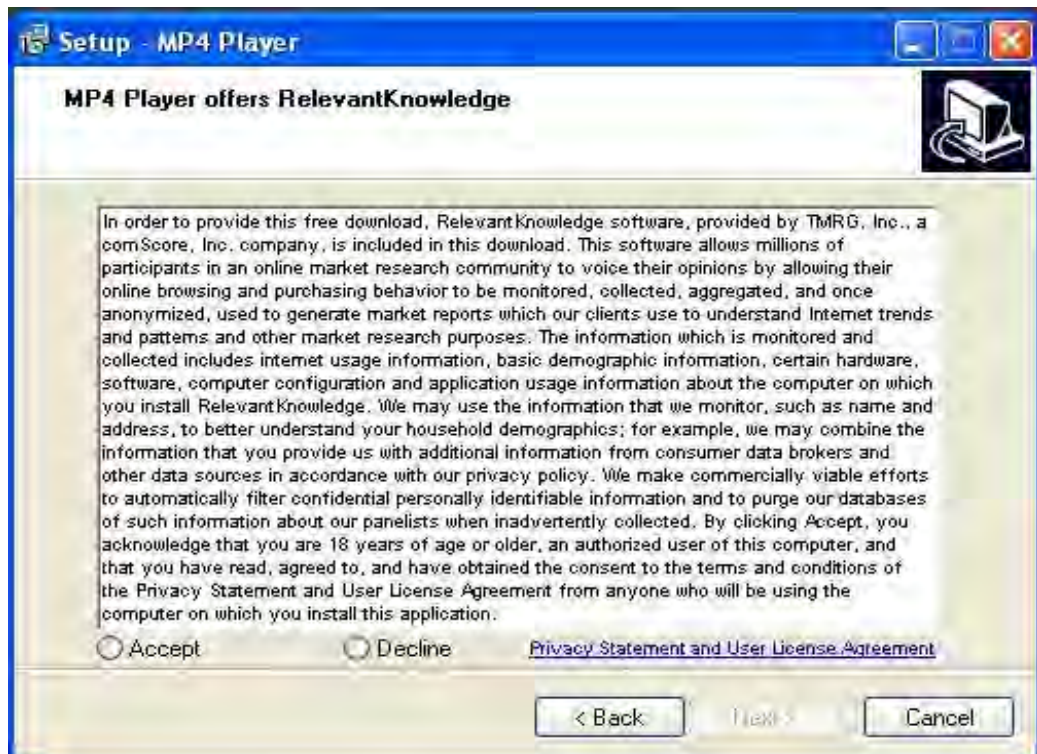 Setup - MP4 Player
MP4 Player offers RelevantKnowledge
In order to provide this free download, RelevantKnowledge software, provided by TMRG, Inc., a
comScore, Inc. company, is included in this download. This software allows millions of
participants in an online market research community to voice their opinions by allowing their
online browsing and purchasing behavior to be monitored, collected, aggregated, and once
anonymized, used to generate market reports which our clients use to understand Internet trends
and patterns and other market research purposes. The information which is monitored and
collected includes internet usage information, basic demographic information, certain hardware,
software, computer configuration and application usage information about the computer on which
you install RelevantKnowledge. We may use the information that we monitor, such as name and
address, to better understand your household demographics; for example, we may combine the
information that you provide us with additional information from consumer data brokers and
other data sources in accordance with our privacy policy. We make commercially viable efforts
to automatically filter confidential personally identifiable information and to purge our databases
of such information about our panelists when inadvertently collected. By clicking Accept, you
acknowledge that you are 18 years of age or older, an authorized user of this computer, and
that you have read, agreed to, and have obtained the consent to the terms and conditions of
the Privacy Statement and User License Agreement from anyone who will be using the
computer on which you install this application.
Accept Decline Privacy Statement and User License Agreement
< Back Next > Cancel